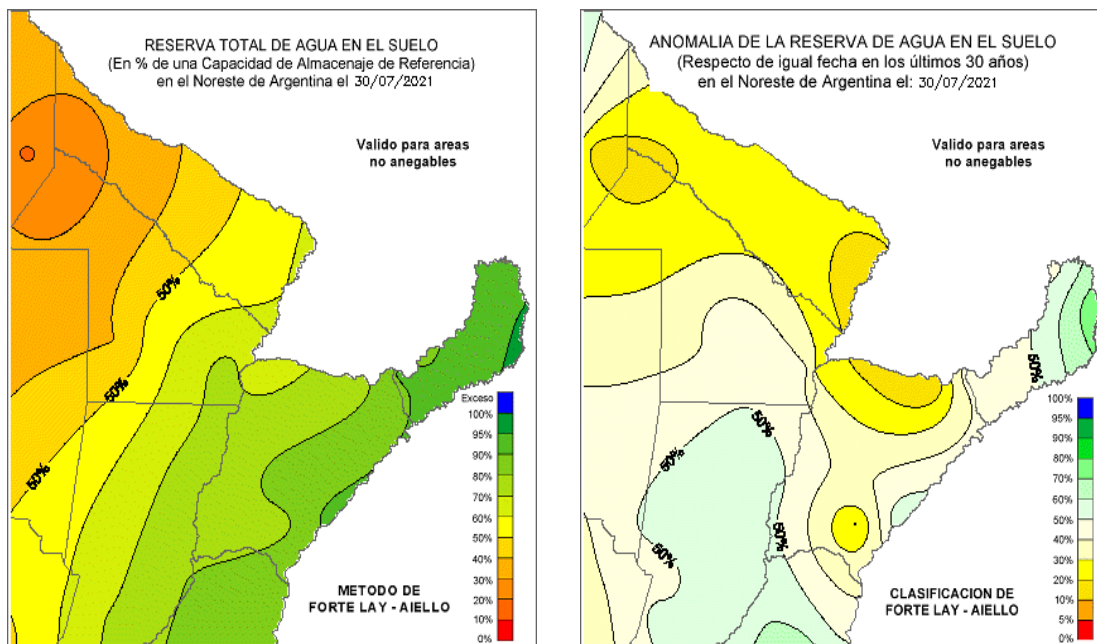 RESERVA TOTAL DE AGUA EN EL SUELO
(En % de una Capacidad de Almacenaje de Referencia)
en el Noreste de Argentina el 30/07/2021
Valido para areas
no anegables
50%
50%
50%
Exceso
100%
95%
90%
80%
70%
60%
50%
40%
30%
20%
10%
0%
METODO DE
FORTE LAY - AIELLO
ANOMALIA DE LA RESERVA DE AGUA EN EL SUELO
(Respecto de igual fecha en los últimos 30 años)
en el Noreste de Argentina el: 30/07/2021
Valido para areas
no anegables
50%
50%
50%
50%
50%
100%
95%
90%
80%
70%
60%
50%
40%
30%
20%
10%
5%
0%
CLASIFICACION DE
FORTE LAY - AIELLO